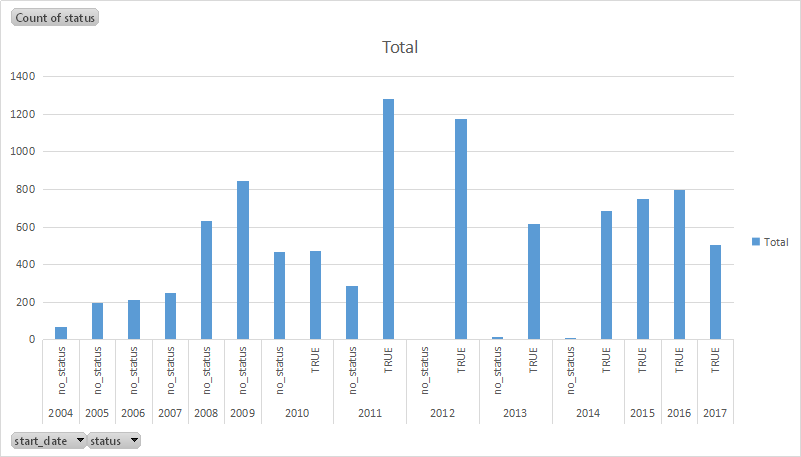 Count of status
Total
1400
1200
1000
800
600
400
200
0
Total
no_status no_status no_status no_status no_status no_status no_status TRUE no_status TRUE no_status TRUE no_status TRUE no_status TRUE TRUE TRUE TRUE
2004 2005 2006 2007 2008 2009 2010 2011 2012 2013 2014 2015 2016 2017
start_date status